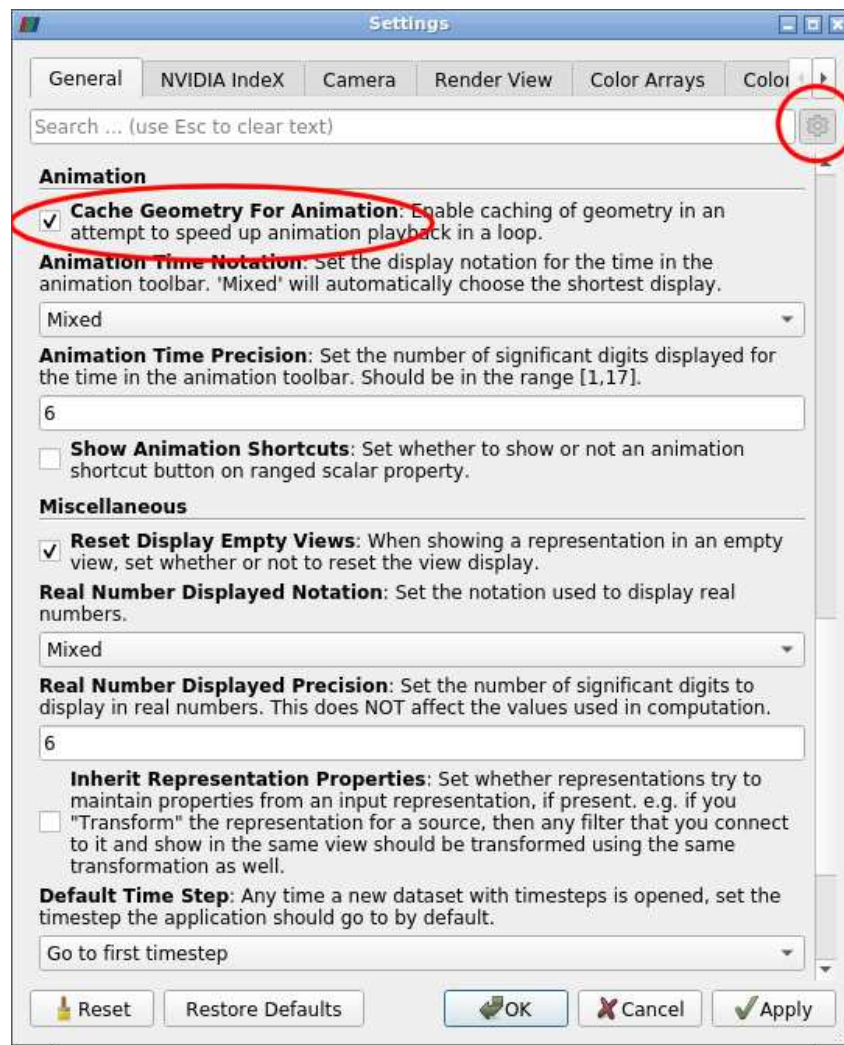 Settings
General
NVIDIA IndeX
Camera
Render View
Color Arrays
Search ... (use Esc to clear text)
Animation
Cache Geometry For Animation: Enable caching of geometry in an
attempt to speed up animation playback in a loop.
Animation Time Notation: Set the display notation for the time in the
animation toolbar. 'Mixed' will automatically choose the shortest display.
Mixed
Animation Time Precision: Set the number of significant digits displayed for
the time in the animation toolbar. Should be in the range [1,17].
6
Show Animation Shortcuts: Set whether to show or not an animation
shortcut button on ranged scalar property.
Miscellaneous
Reset Display Empty Views: When showing a representation in an empty
view, set whether or not to reset the view display.
Real Number Displayed Notation: Set the notation used to display real
numbers.
Mixed
Real Number Displayed Precision: Set the number of significant digits to
display in real numbers. This does NOT affect the values used in computation.
6
Inherit Representation Properties: Set whether representations try to
maintain properties from an input representation, if present. e.g. if you
"Transform" the representation for a source, then any filter that you connect
to it and show in the same view should be transformed using the same
transformation as well.
Default Time Step: Any time a new dataset with timesteps is opened, set the
timestep the application should go to by default.
Go to first timestep
Reset
Restore Defaults
OK
Cancel
Apply